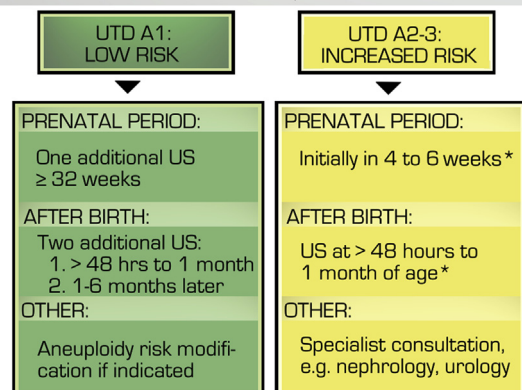 UTD A1:
LOW RISK
PRENATAL PERIOD:
One additional US
≥ 32 weeks
AFTER BIRTH:
Two additional US:
1. > 48 hrs to 1 month
2. 1-6 months later
OTHER:
Aneuploidy risk modifi-
cation if indicated
UTD A2-3:
INCREASED RISK
PRENATAL PERIOD:
Initially in 4 to 6 weeks*
AFTER BIRTH:
US at > 48 hours to
1 month of age*
OTHER:
Specialist consultation,
e.g. nephrology, urology